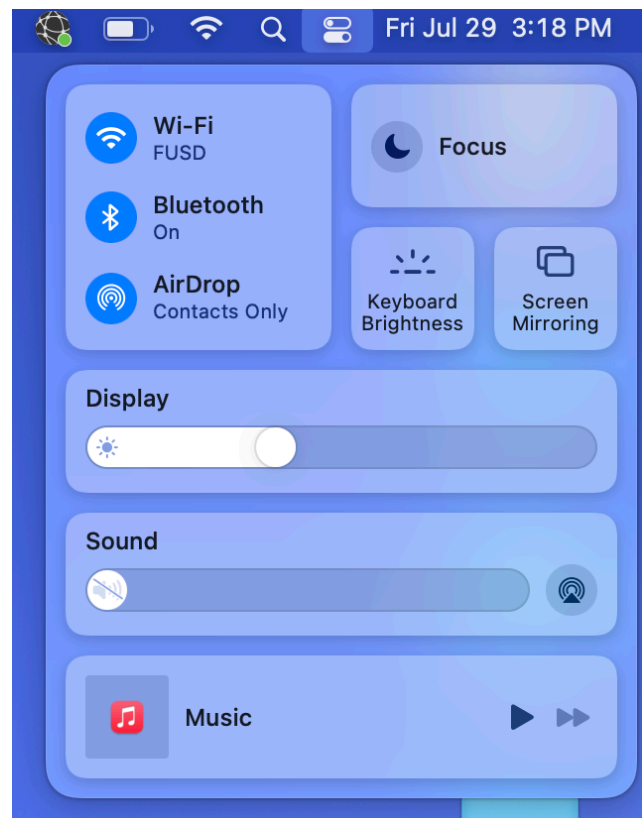 Fri Jul 29 3:18 PM
Wi-Fi
FUSD
Bluetooth
On
AirDrop
Contacts Only
Focus
Keyboard
Brightness
Screen
Mirroring
Display
Sound
Music